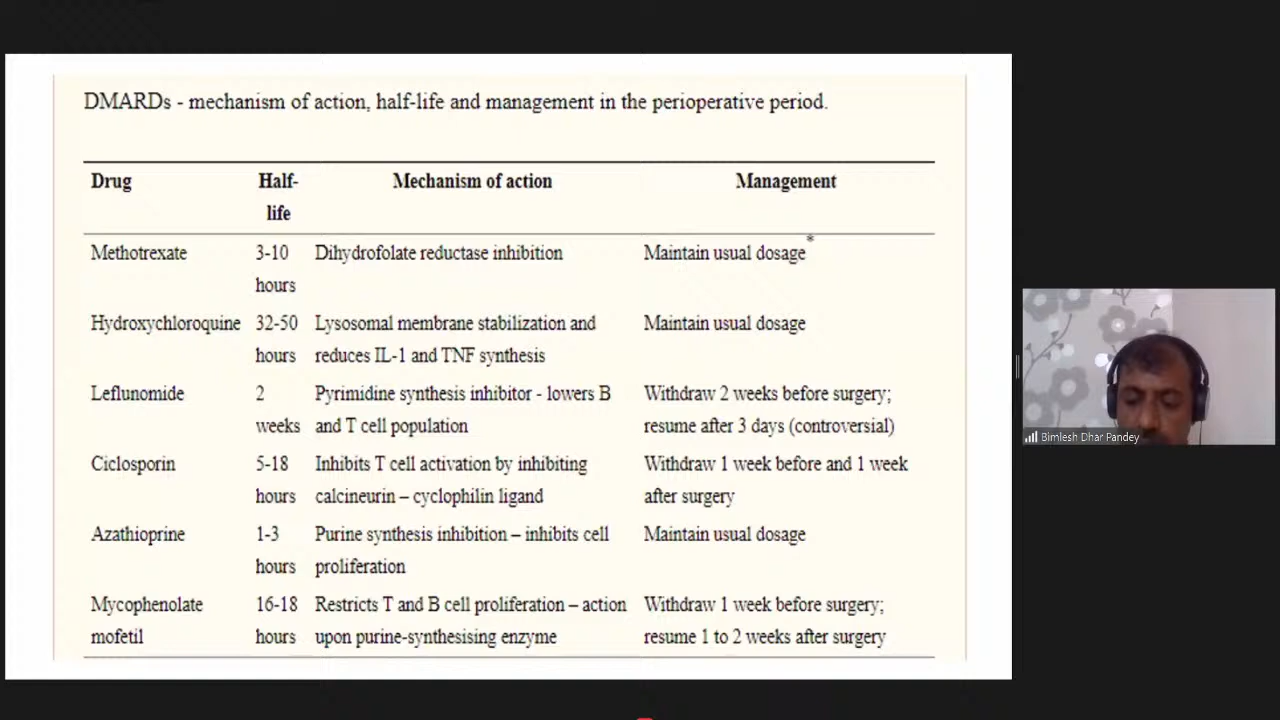 DMARDs - mechanism of action, half-life and management in the perioperative period.
Drug Half- Mechanism of action Management
life
*
Methotrexate 3-10 Dihydrofolate reductase inhibition Maintain usual dosage
hours
Hydroxychloroquine 32-50 Lysosomal membrane stabilization and Maintain usual dosage
hours reduces IL-1 and TNF synthesis
Leflunomide 2 Pyrimidine synthesis inhibitor - lowers B Withdraw 2 weeks before surgery;
weeks and T cell population resume after 3 days (controversial)
Ciclosporin 5-18 Inhibits T cell activation by inhibiting Withdraw 1 week before and 1 week
hours calcineurin – cyclophilin ligand after surgery
Azathioprine 1-3 Purine synthesis inhibition – inhibits cell Maintain usual dosage
hours proliferation
Mycophenolate 16-18 Restricts T and B cell proliferation – action Withdraw 1 week before surgery;
mofetil hours upon purine-synthesising enzyme resume 1 to 2 weeks after surgery
Bimlesh Dhar Pandey